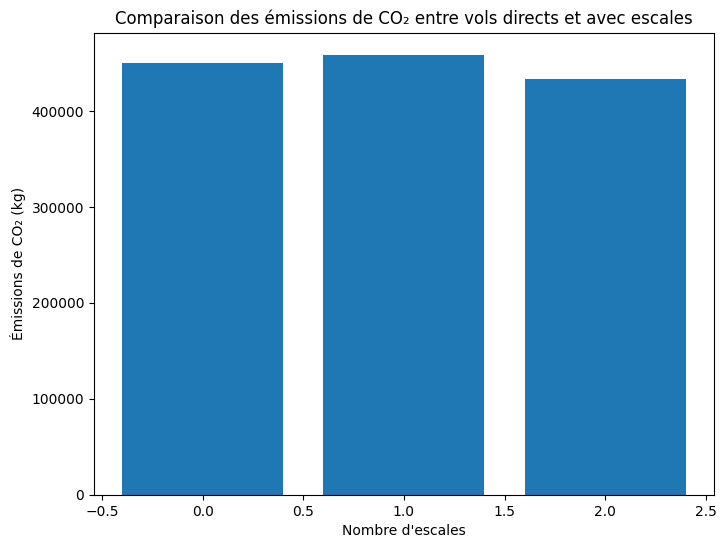 Comparaison des émissions de CO₂ entre vols directs et avec escales
Émissions de CO₂ (kg)
400000
300000
200000
100000
0
−0.5 0.0 0.5 1.0 1.5 2.0 2.5
Nombre d'escales